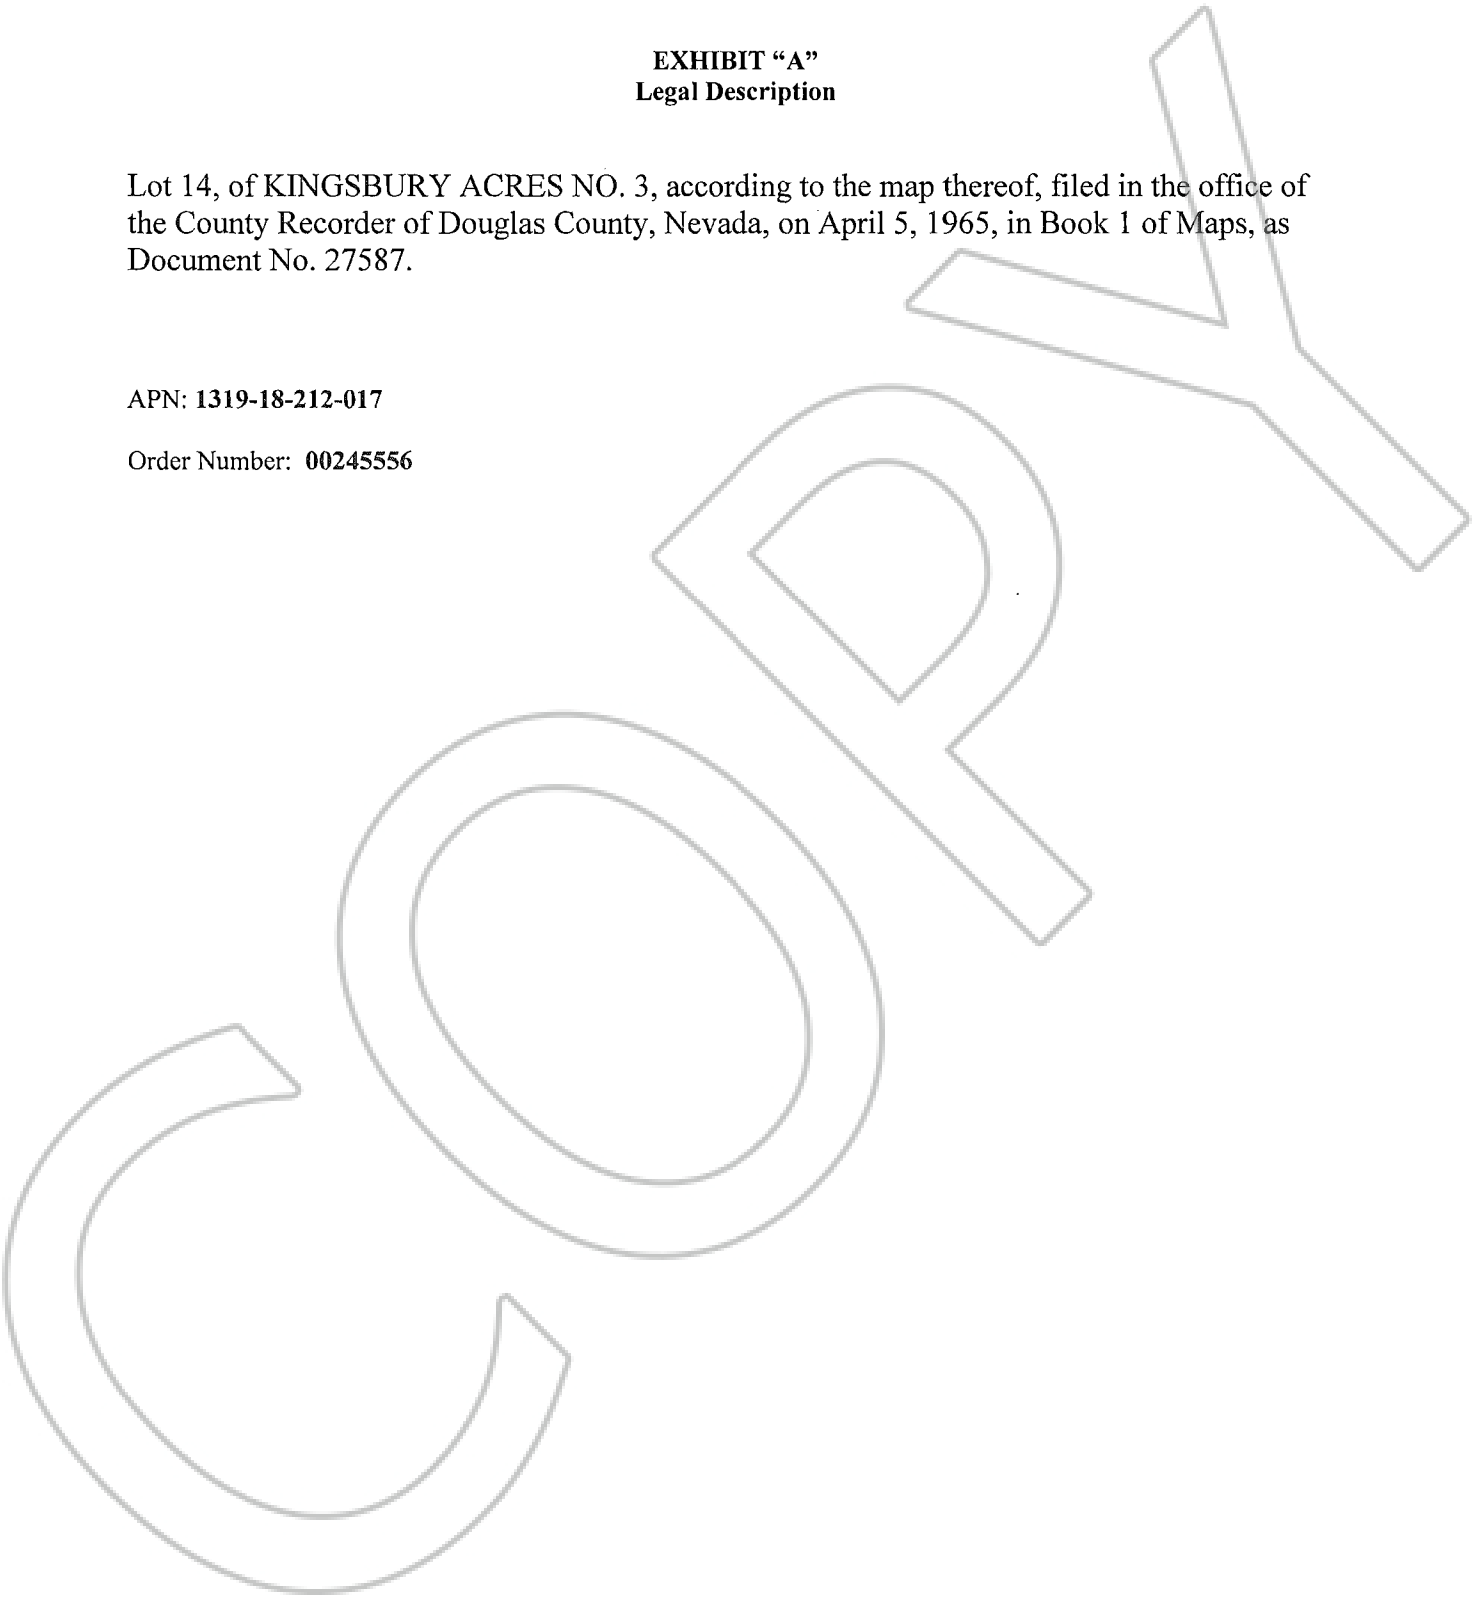 EXHIBIT “A”
Legal Description
Lot 14, of KINGSBURY ACRES NO. 3, according to the map thereof, filed in the office of
the County Recorder of Douglas County, Nevada, on April 5, 1965, in Book 1 of Maps, as
Document No. 27587.
APN: 1319-18-212-017
Order Number: 00245556
COPY